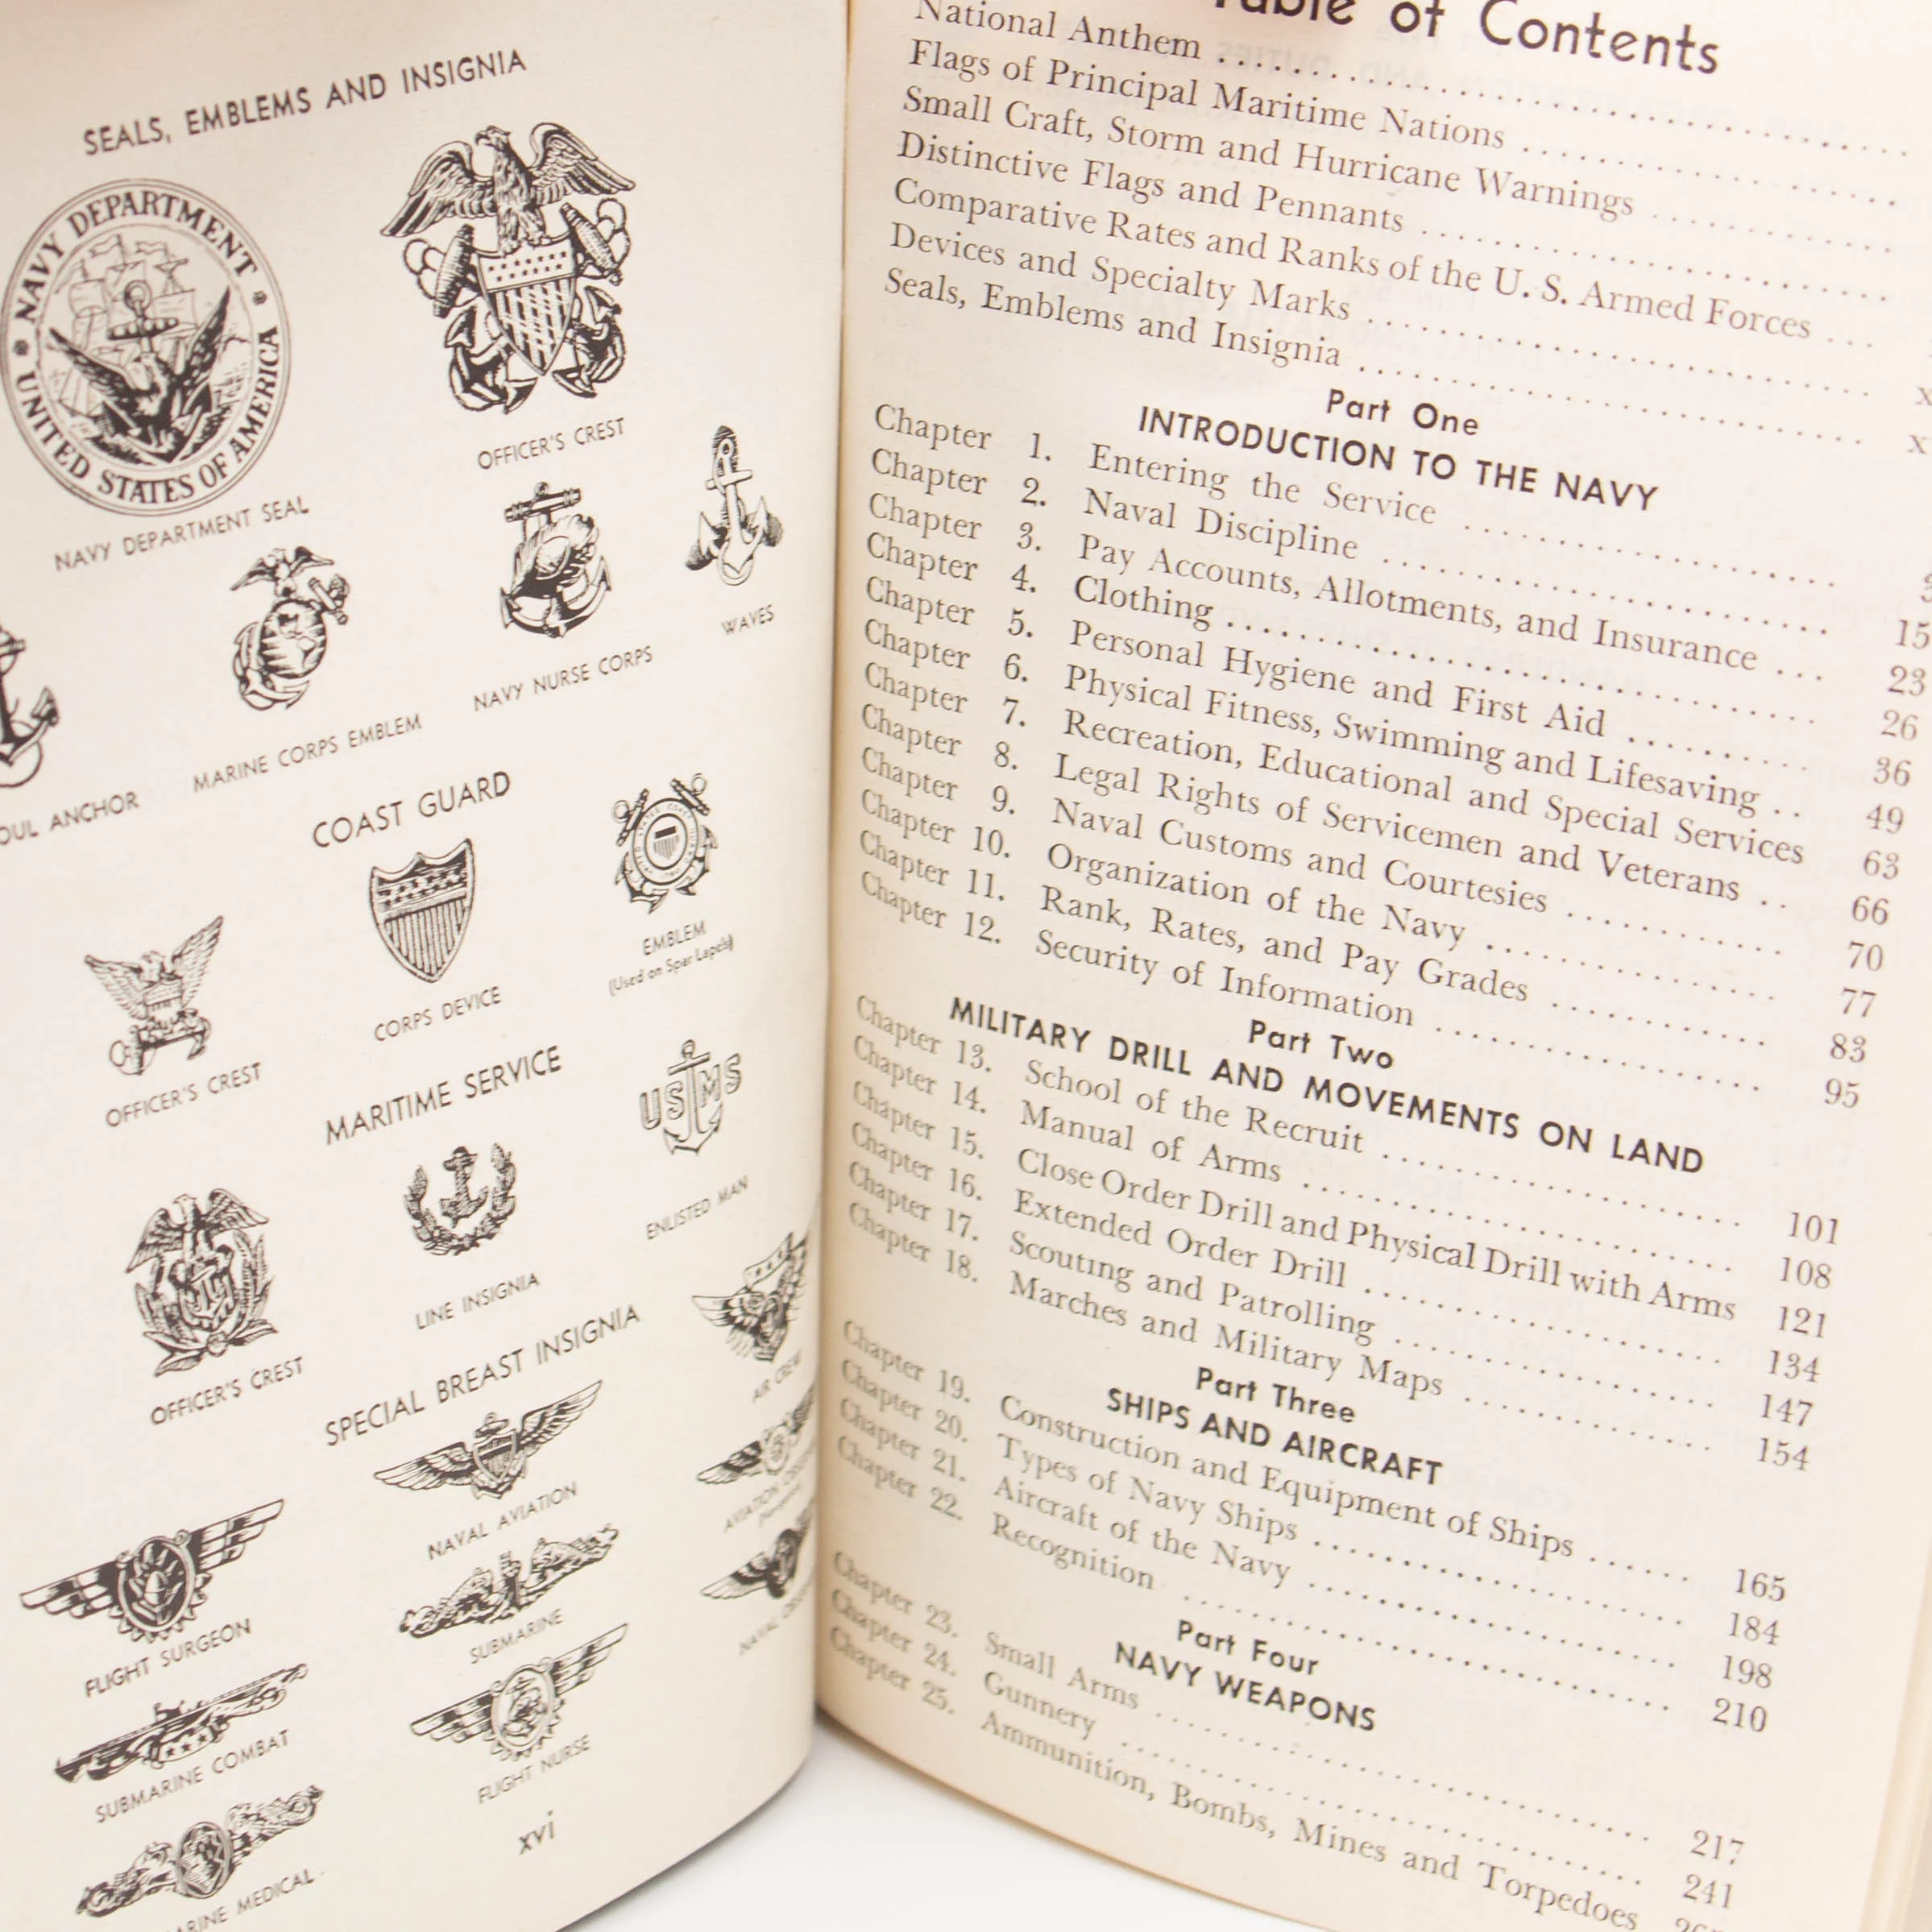 SEALS, EMBLEMS AND INSIGNIA
NAVY DEPARTMENT
UNITED STATES OF AMERICA
NAVY DEPARTMENT SEAL
OFFICER'S CREST
OUL ANCHOR
MARINE CORPS EMBLEM
NAVY NURSE CORPS
WAVES
COAST GUARD
OFFICER'S CREST
CORPS DEVICE
EMBLEM
(Used on Spar Lapels)
MARITIME SERVICE
USMS
OFFICER'S CREST
LINE INSIGNIA
ENLISTED MAN
SPECIAL BREAST INSIGNIA
AIR CREW
NAVAL AVIATION
AVIATION
FLIGHT SURGEON
SUBMARINE
NAVAL
SUBMARINE COMBAT
FLIGHT NURSE
ARINE MEDICAL
xvi
Table of Contents
National Anthem
Flags of Principal Maritime Nations
Small Craft, Storm and Hurricane Warnings
Distinctive Flags and Pennants
Comparative Rates and Ranks of the U. S. Armed Forces
Devices and Specialty Marks x
Seals, Emblems and Insignia x
Part One
INTRODUCTION TO THE NAVY
Chapter 1. Entering the Service 3
Chapter 2. Naval Discipline 15
Chapter 3. Pay Accounts, Allotments, and Insurance 23
Chapter 4. Clothing 26
Chapter 5. Personal Hygiene and First Aid 36
Chapter 6. Physical Fitness, Swimming and Lifesaving 49
Chapter 7. Recreation, Educational and Special Services 63
Chapter 8. Legal Rights of Servicemen and Veterans 66
Chapter 9. Naval Customs and Courtesies 70
Chapter 10. Organization of the Navy 77
Chapter 11. Rank, Rates, and Pay Grades 83
Chapter 12. Security of Information 95
Part Two
MILITARY DRILL AND MOVEMENTS ON LAND
Chapter 13. School of the Recruit 101
Chapter 14. Manual of Arms 108
Chapter 15. Close Order Drill and Physical Drill with Arms 121
Chapter 16. Extended Order Drill 134
Chapter 17. Scouting and Patrolling 147
Chapter 18. Marches and Military Maps 154
Part Three
SHIPS AND AIRCRAFT
Chapter 19. Construction and Equipment of Ships 165
Chapter 20. Types of Navy Ships 184
Chapter 21. Aircraft of the Navy 198
Chapter 22. Recognition 210
Part Four
NAVY WEAPONS
Chapter 23. Small Arms 217
Chapter 24. Gunnery 241
Chapter 25. Ammunition, Bombs, Mines and Torpedoes